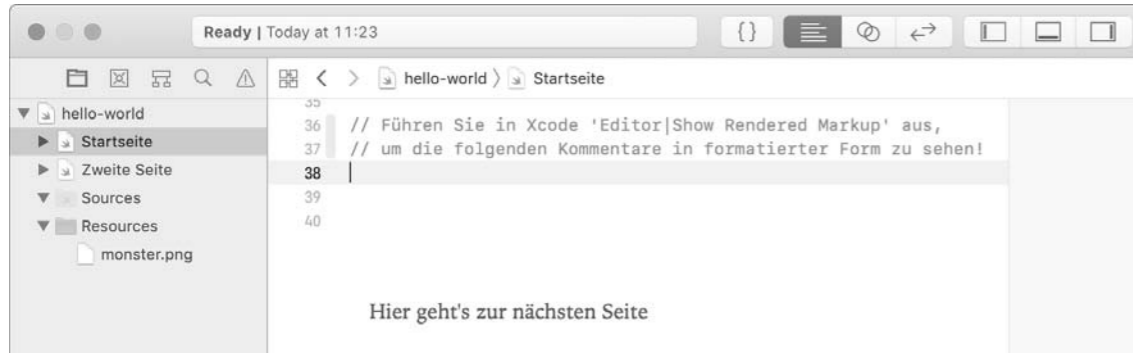 Ready | Today at 11:23
{ }
hello-world
Startseite
Zweite Seite
Sources
Resources
monster.png
hello-world 〉 Startseite
35
36 // Führen Sie in Xcode 'Editor|Show Rendered Markup' aus,
37 // um die folgenden Kommentare in formatierter Form zu sehen!
38
39
40
Hier geht's zur nächsten Seite